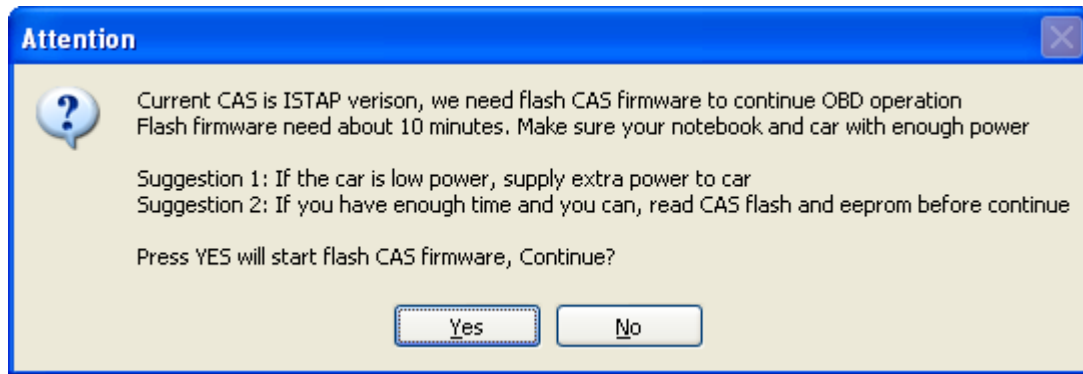 Attention
Current CAS is ISTAP verison, we need flash CAS firmware to continue OBD operation
Flash firmware need about 10 minutes. Make sure your notebook and car with enough power
Suggestion 1: If the car is low power, supply extra power to car
Suggestion 2: If you have enough time and you can, read CAS flash and eeprom before continue
Press YES will start flash CAS firmware, Continue?
Yes No